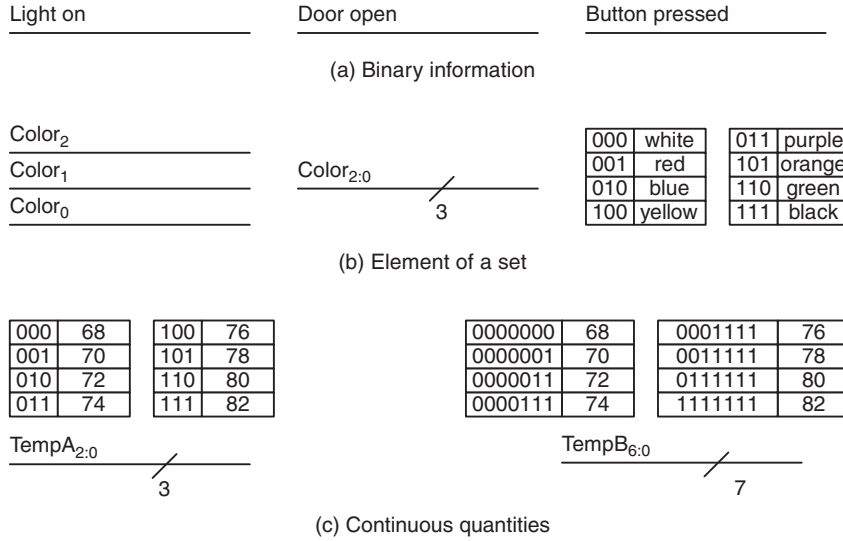 Light on Door open Button pressed
(a) Binary information
Color2
Color1
Color0
Color2:0
3
000 white 011 purple
001 red 101 orange
010 blue 110 green
100 yellow 111 black
(b) Element of a set
000 68 100 76
001 70 101 78
010 72 110 80
011 74 111 82
TempA2:0
3
0000000 68 0001111 76
0000001 70 0011111 78
0000011 72 0111111 80
0000111 74 1111111 82
TempB6:0
7
(c) Continuous quantities